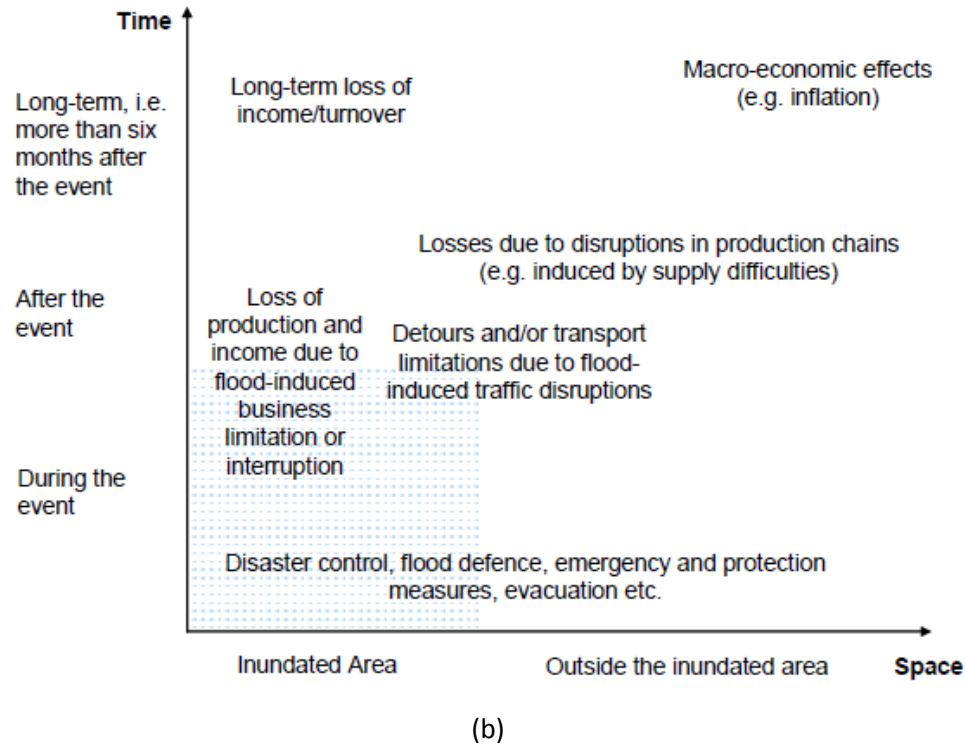 Time
Long-term loss of
income/turnover
Macro-economic effects
(e.g. inflation)
Long-term, i.e.
more than six
months after
the event
Losses due to disruptions in production chains
(e.g. induced by supply difficulties)
After the
event
Loss of
production and
income due to
flood-induced
business
limitation or
interruption
Detours and/or transport
limitations due to flood-
induced traffic disruptions
During the
event
Disaster control, flood defence, emergency and protection
measures, evacuation etc.
Inundated Area
Outside the inundated area
Space
(b)